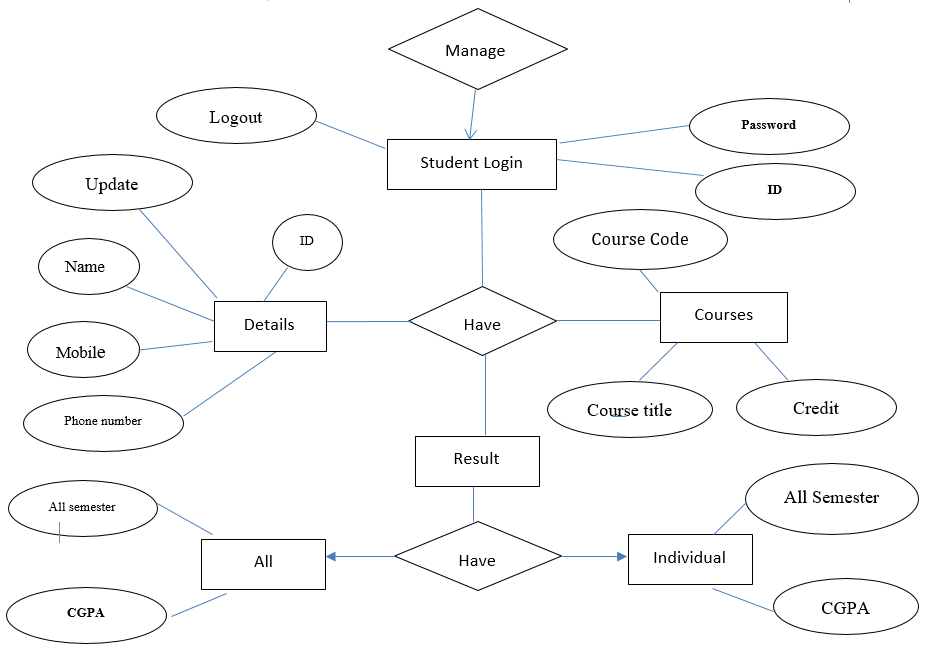 Manage
Logout
Password
Student Login
Update
ID
ID
Course Code
Name
Details
Have
Courses
Mobile
Course title
Credit
Phone number
Result
All semester
All Semester
All
Have
Individual
CGPA
CGPA